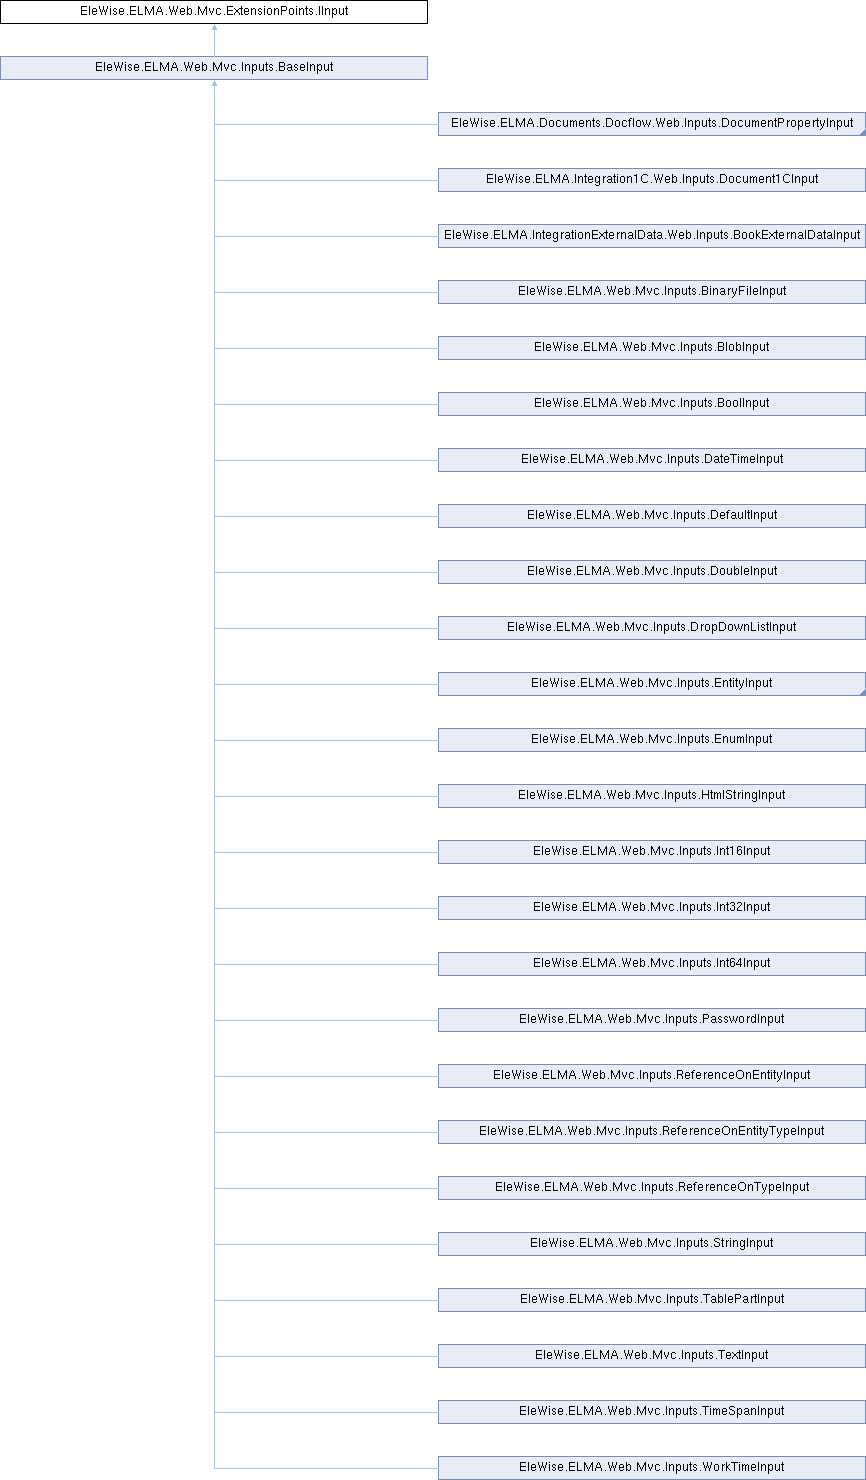 EleWise.ELMA.Web.Mvc.ExtensionPoints.IInput
EleWise.ELMA.Web.Mvc.Inputs.BaseInput
EleWise.ELMA.Documents.Docflow.Web.Inputs.DocumentPropertyInput
EleWise.ELMA.Integration1C.Web.Inputs.Document1CInput
EleWise.ELMA.IntegrationExternalData.Web.Inputs.BookExternalDataInput
EleWise.ELMA.Web.Mvc.Inputs.BinaryFileInput
EleWise.ELMA.Web.Mvc.Inputs.BlobInput
EleWise.ELMA.Web.Mvc.Inputs.BoolInput
EleWise.ELMA.Web.Mvc.Inputs.DateTimeInput
EleWise.ELMA.Web.Mvc.Inputs.DefaultInput
EleWise.ELMA.Web.Mvc.Inputs.DoubleInput
EleWise.ELMA.Web.Mvc.Inputs.DropDownListInput
EleWise.ELMA.Web.Mvc.Inputs.EntityInput
EleWise.ELMA.Web.Mvc.Inputs.EnumInput
EleWise.ELMA.Web.Mvc.Inputs.HtmlStringInput
EleWise.ELMA.Web.Mvc.Inputs.Int16Input
EleWise.ELMA.Web.Mvc.Inputs.Int32Input
EleWise.ELMA.Web.Mvc.Inputs.Int64Input
EleWise.ELMA.Web.Mvc.Inputs.PasswordInput
EleWise.ELMA.Web.Mvc.Inputs.ReferenceOnEntityInput
EleWise.ELMA.Web.Mvc.Inputs.ReferenceOnEntityTypeInput
EleWise.ELMA.Web.Mvc.Inputs.ReferenceOnTypeInput
EleWise.ELMA.Web.Mvc.Inputs.StringInput
EleWise.ELMA.Web.Mvc.Inputs.TablePartInput
EleWise.ELMA.Web.Mvc.Inputs.TextInput
EleWise.ELMA.Web.Mvc.Inputs.TimeSpanInput
EleWise.ELMA.Web.Mvc.Inputs.WorkTimeInput